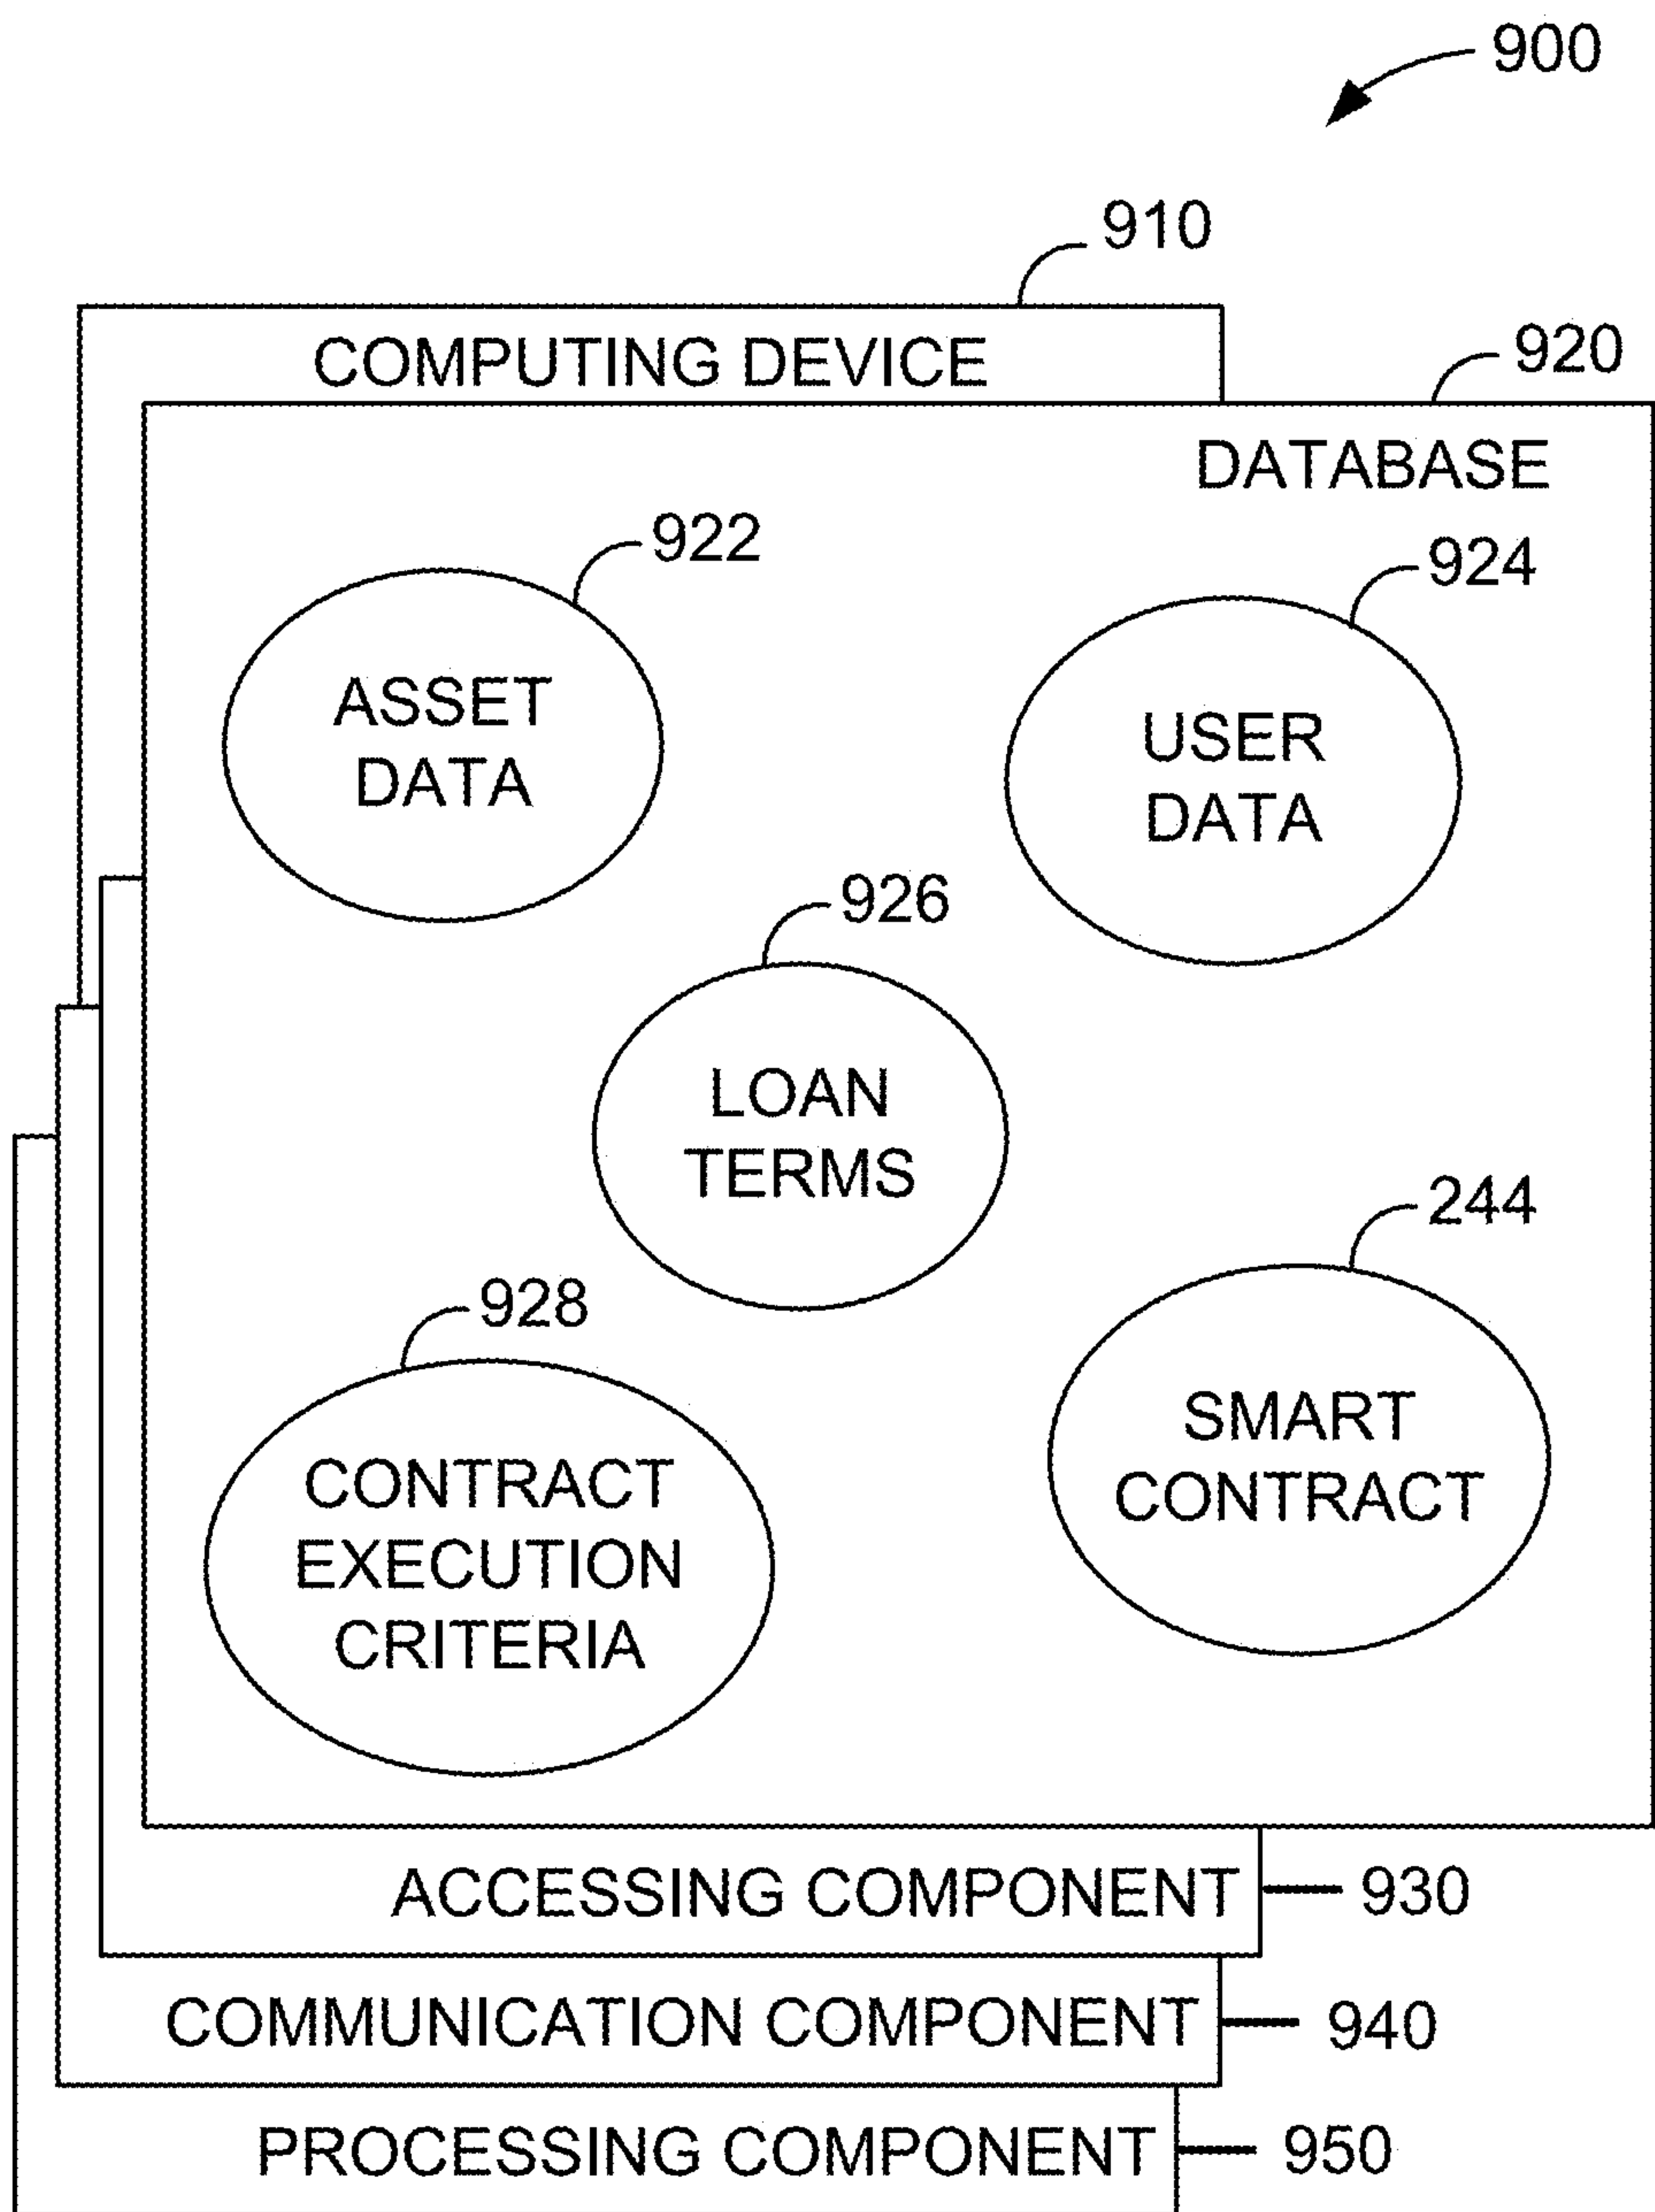 900
910
COMPUTING DEVICE
920
DATABASE
922
924
ASSET
DATA
USER
DATA
926
LOAN
TERMS
244
928
SMART
CONTRACT
CONTRACT
EXECUTION
CRITERIA
ACCESSING COMPONENT 930
COMMUNICATION COMPONENT 940
PROCESSING COMPONENT 950